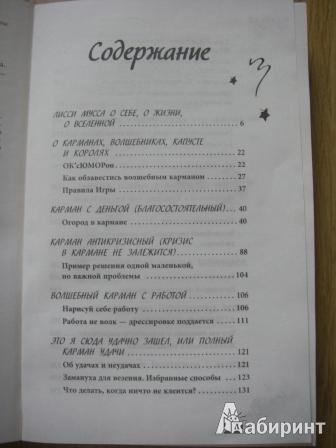 Содержание
ЛИССИ МУССА О СЕБЕ, О ЖИЗНИ,
О ВСЕЛЕННОЙ 6
О КАРМАНАХ, ВОЛШЕБНИКАХ, КАПУСТЕ
И КОРОЛЯХ 22
ОК'сЮМОРон 22
Как обзавестись волшебным карманом 27
Правила Игры 37
КАРМАН С ДЕНЬГОЙ (БЛАГОСОСТОЯТЕЛЬНЫЙ) 40
Огород в кармане 40
КАРМАН АНТИКРИЗИСНЫЙ (КРИЗИС
В КАРМАНЕ НЕ ЗАЛЕЖИТСЯ) 88
Пример решения одной маленькой,
но важной проблемы 104
ВОЛШЕБНЫЙ КАРМАН С РАБОТОЙ 106
Нарисуй себе работу 106
Работа не волк — дрессировке поддается 111
ЭТО Я СЮДА УДАЧНО ЗАШЕЛ, ИЛИ ПОЛНЫЙ
КАРМАН УДАЧИ 121
Об удачах и неудачах 121
Замануха для везения. Избранные способы 123
Что делать, когда ничто не клеится? 131
Лабиринт